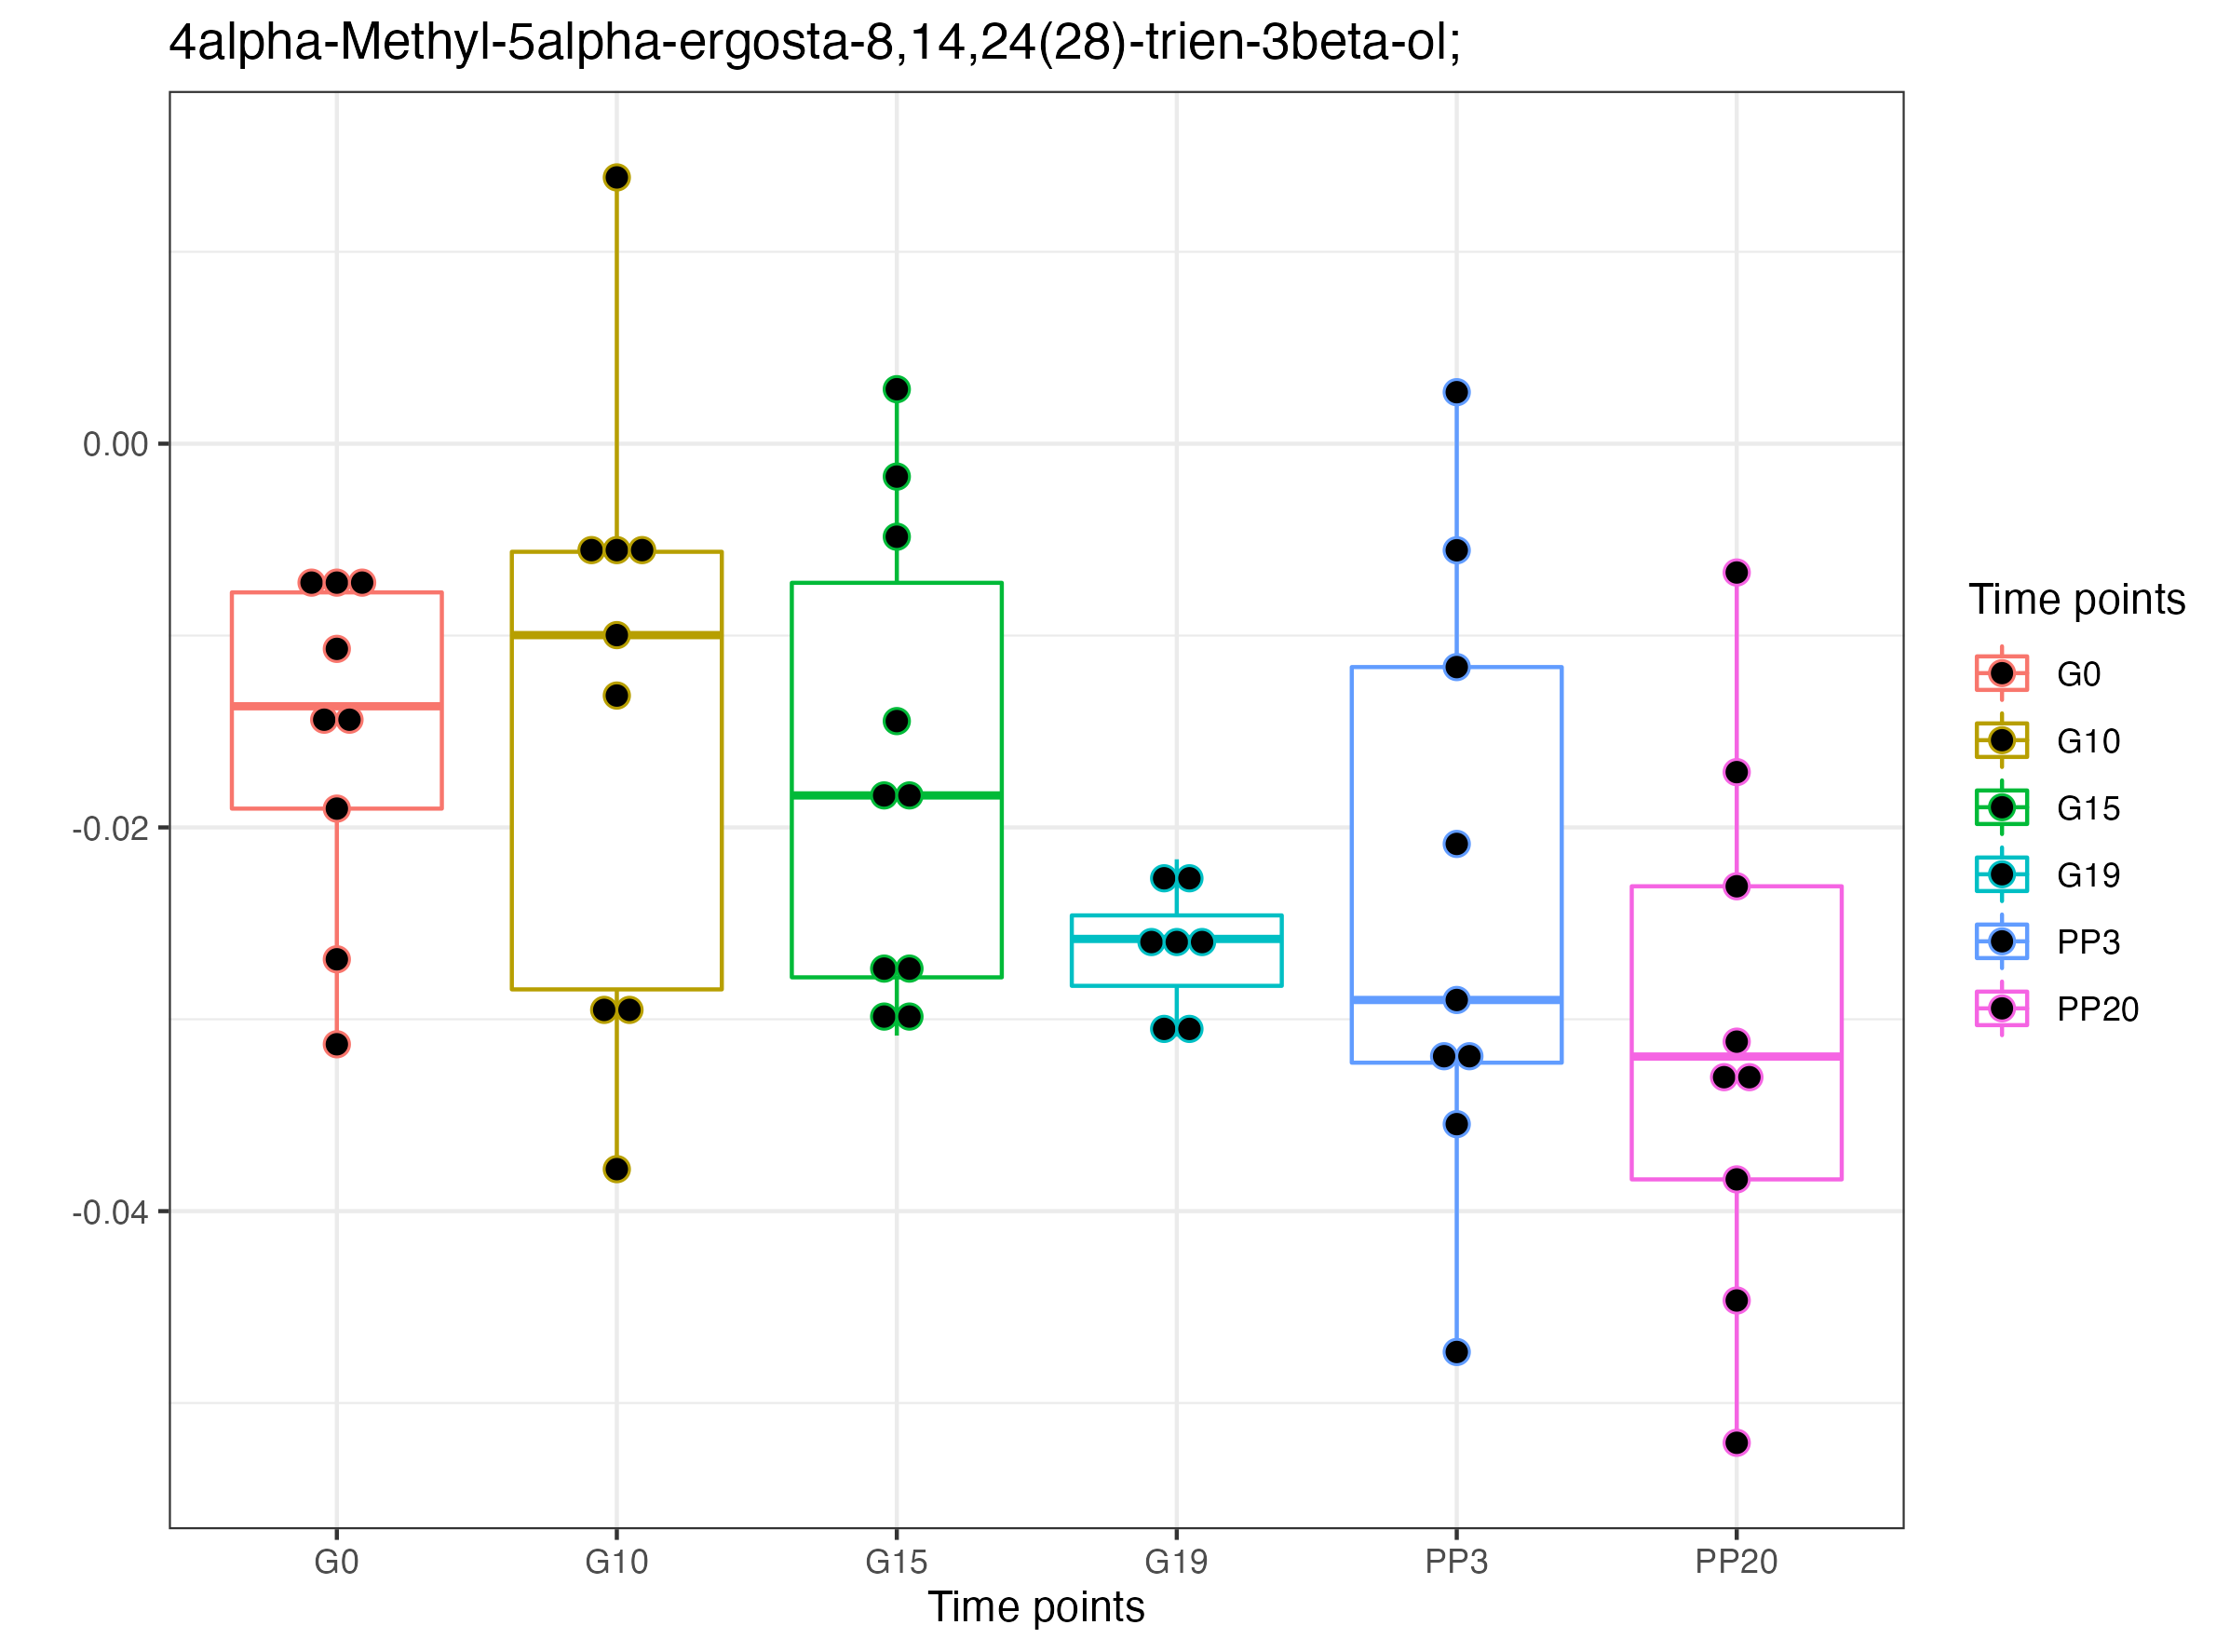 4alpha-Methyl-5alpha-ergosta-8,14,24(28)-trien-3beta-ol;
0.00
-0.02
-0.04
G0 G10 G15 G19 PP3 PP20
Time points
Time points
G0
G10
G15
G19
PP3
PP20